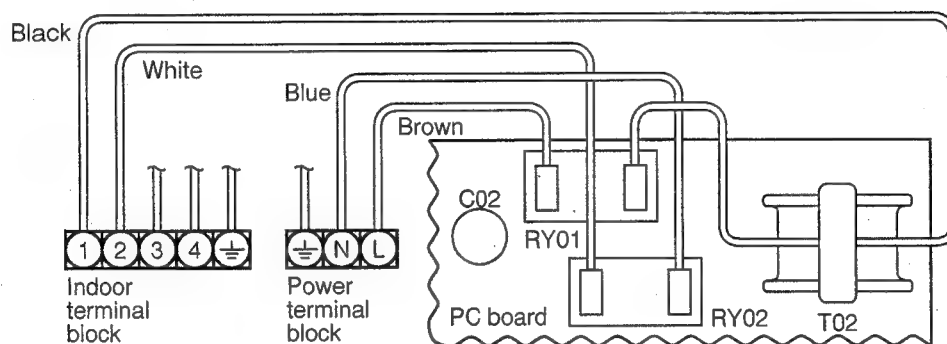 Black
White
Blue
Brown
C02
RY01
1 2 3 4
N L
Indoor
terminal
block
Power
terminal
block
PC board
RY02
T02